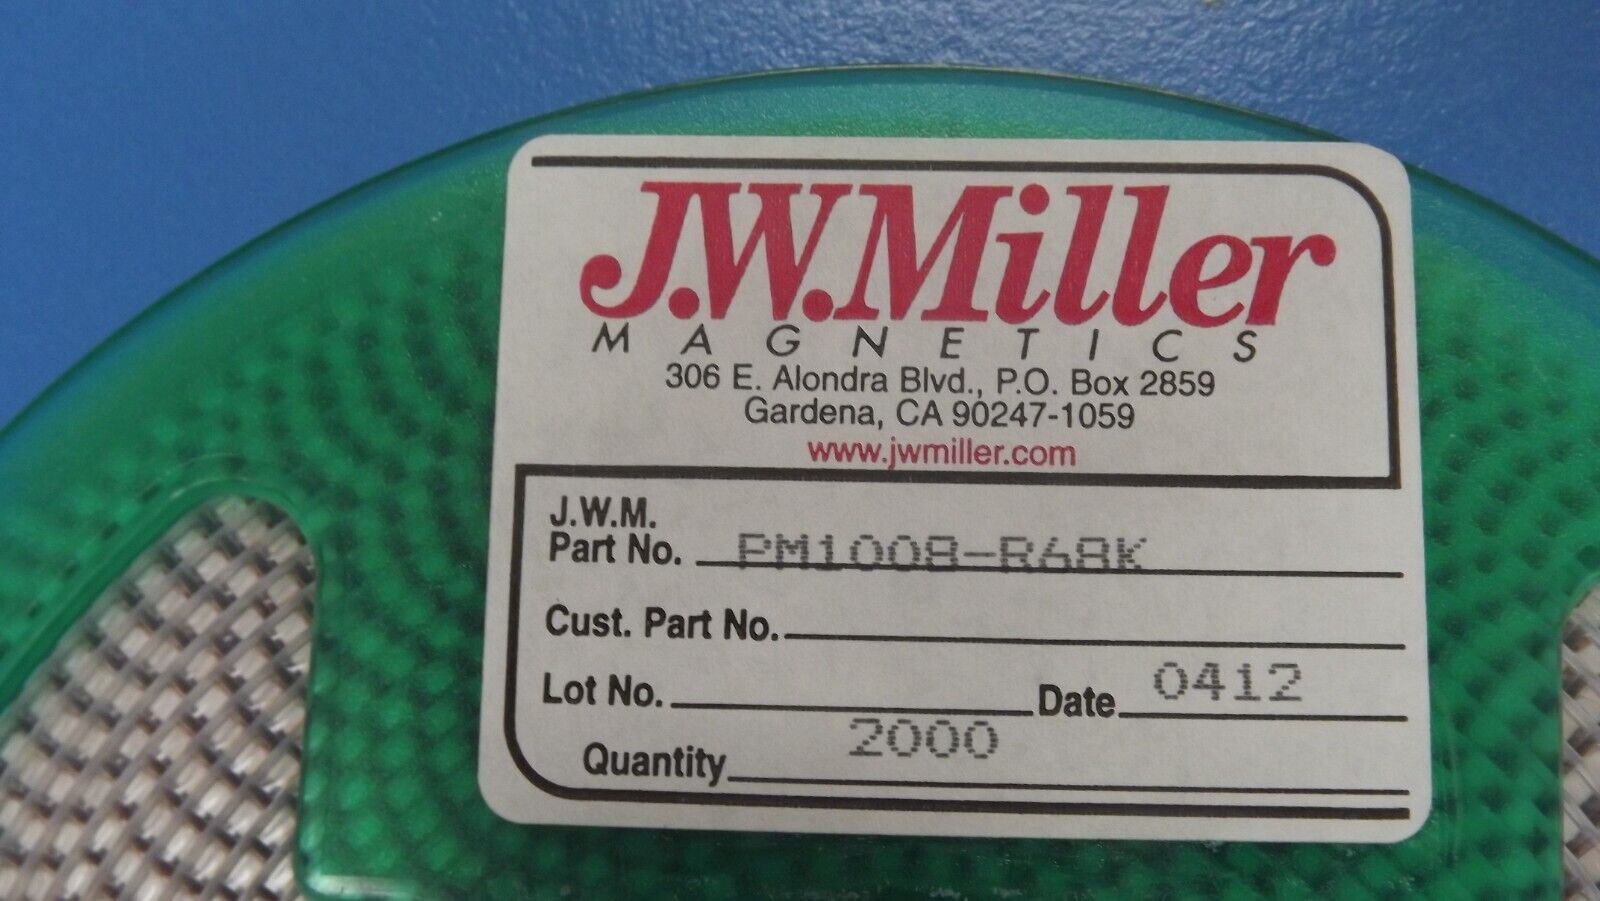 J.W.Miller
MAGNETICS
306 E. Alondra Blvd., P.O. Box 2859
Gardena, CA 90247-1059
www.jwmiller.com
J.W.M.
Part No. PM1008-R68K
Cust. Part No.
Lot No. Date 0412
Quantity 2000